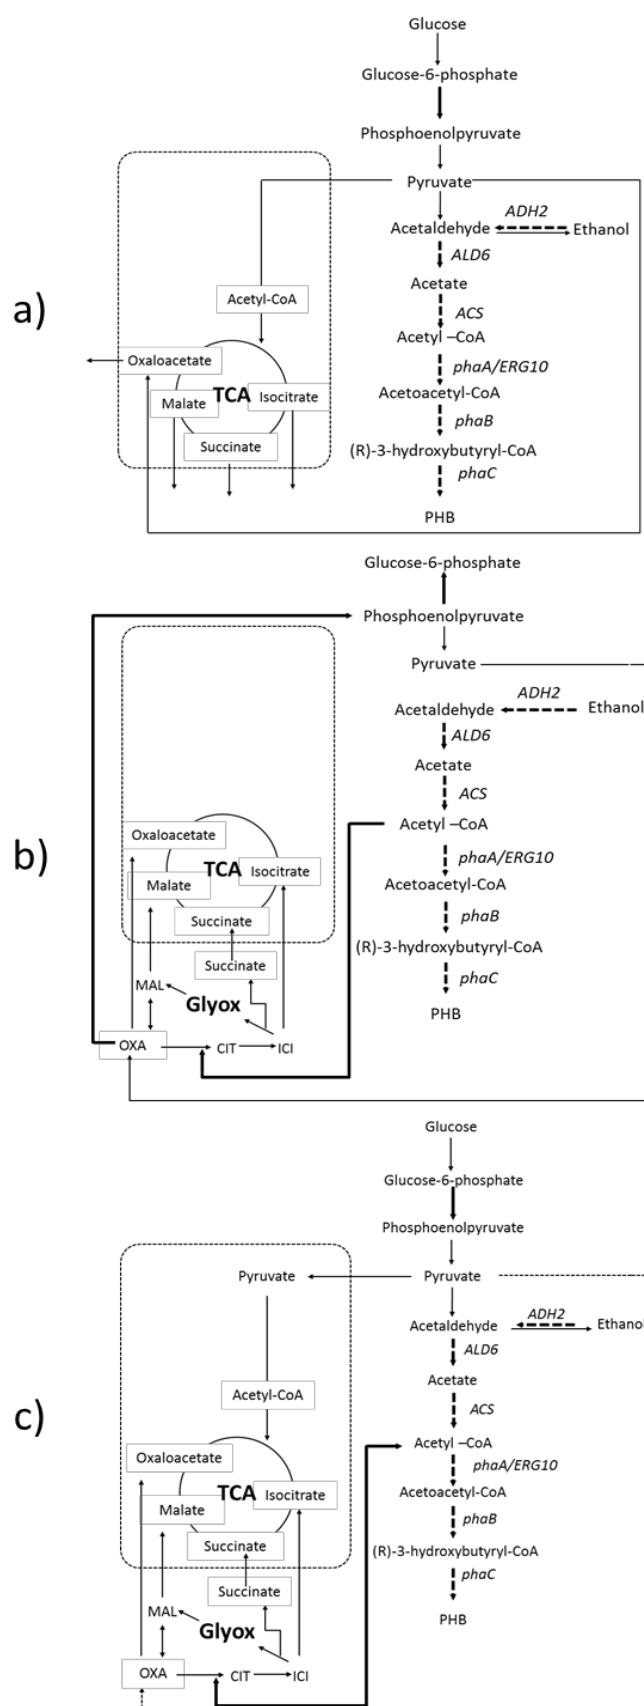 Glucose
Glucose-6-phosphate
Phosphoenolpyruvate
Pyruvate
Acetaldehyde
ADH2
Ethanol
ALD6
Acetate
a)
Acetyl-CoA
ACS
Acetyl –CoA
Oxaloacetate
phaA/ERG10
Malate
TCA
Isocitrate
Acetoacetyl-CoA
phaB
Succinate
(R)-3-hydroxybutyryl-CoA
phaC
PHB
Glucose-6-phosphate
Phosphoenolpyruvate
Pyruvate
Acetaldehyde
ADH2
Ethanol
ALD6
Acetate
ACS
Acetyl –CoA
Oxaloacetate
b)
phaA/ERG10
TCA
Isocitrate
Malate
Acetoacetyl-CoA
Succinate
phaB
(R)-3-hydroxybutyryl-CoA
Succinate
phaC
MAL
Glyox
PHB
OXA
CIT
ICI
Glucose
Glucose-6-phosphate
Phosphoenolpyruvate
Pyruvate
Pyruvate
Acetaldehyde
ADH2
Ethanol
ALD6
Acetate
Acetyl-CoA
ACS
c)
Acetyl –CoA
Oxaloacetate
phaA/ERG10
TCA
Isocitrate
Acetoacetyl-CoA
Malate
phaB
Succinate
(R)-3-hydroxybutyryl-CoA
phaC
Succinate
MAL
Glyox
PHB
OXA
CIT
ICI